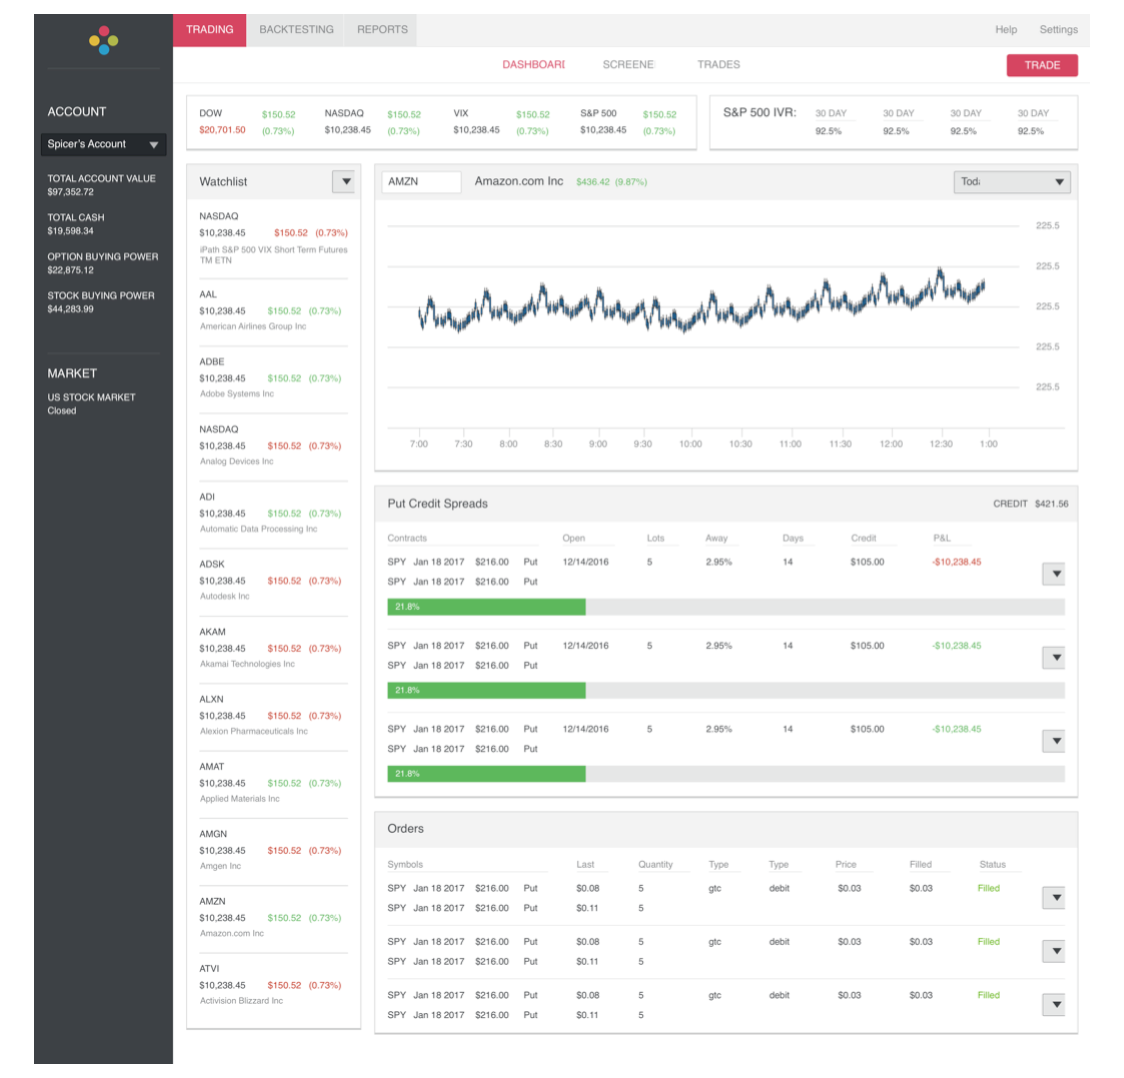 TRADING BACKTESTING REPORTS Help Settings
DASHBOARD SCREENE TRADES TRADE
ACCOUNT
Spicer's Account
TOTAL ACCOUNT VALUE
$97,352.72
TOTAL CASH
$19,598.34
OPTION BUYING POWER
$22,875.12
STOCK BUYING POWER
$44,283.99
MARKET
US STOCK MARKET
Closed
DOW $150.52 NASDAQ $150.52 VIX $150.52 S&P 500 $150.52
$20,701.50 (0.73%) $10,238.45 (0.73%) $10,238.45 (0.73%) $10,238.45 (0.73%)
S&P 500 IVR: 30 DAY 30 DAY 30 DAY 30 DAY
92.5% 92.5% 92.5% 92.5%
Watchlist
NASDAQ
$10,238.45 $150.52 (0.73%)
iPath S&P 500 VIX Short Term Futures
TM ETN
AAL
$10,238.45 $150.52 (0.73%)
American Airlines Group Inc
ADBE
$10,238.45 $150.52 (0.73%)
Adobe Systems Inc
NASDAQ
$10,238.45 $150.52 (0.73%)
Analog Devices Inc
ADI
$10,238.45 $150.52 (0.73%)
Automatic Data Processing Inc
ADSK
$10,238.45 $150.52 (0.73%)
Autodesk Inc
AKAM
$10,238.45 $150.52 (0.73%)
Akamai Technologies Inc
ALXN
$10,238.45 $150.52 (0.73%)
Alexion Pharmaceuticals Inc
AMAT
$10,238.45 $150.52 (0.73%)
Applied Materials Inc
AMGN
$10,238.45 $150.52 (0.73%)
Amgen Inc
AMZN
$10,238.45 $150.52 (0.73%)
Amazon.com Inc
ATVI
$10,238.45 $150.52 (0.73%)
Activision Blizzard Inc
AMZN Amazon.com Inc $436.42 (9.87%) Toda
225.5
225.5
225.5
225.5
225.5
7:00 7:30 8:00 8:30 9:00 9:30 10:00 10:30 11:00 11:30 12:00 12:30 1:00
Put Credit Spreads CREDIT $421.56
Contracts Open Lots Away Days Credit P&L
SPY Jan 18 2017 $216.00 Put 12/14/2016 5 2.95% 14 $105.00 -$10,238.45
SPY Jan 18 2017 $216.00 Put
21.8%
SPY Jan 18 2017 $216.00 Put 12/14/2016 5 2.95% 14 $105.00 -$10,238.45
SPY Jan 18 2017 $216.00 Put
21.8%
SPY Jan 18 2017 $216.00 Put 12/14/2016 5 2.95% 14 $105.00 -$10,238.45
SPY Jan 18 2017 $216.00 Put
21.8%
Orders
Symbols Last Quantity Type Type Price Filled Status
SPY Jan 18 2017 $216.00 Put $0.08 5 gtc debit $0.03 $0.03 Filled
SPY Jan 18 2017 $216.00 Put $0.11 5
SPY Jan 18 2017 $216.00 Put $0.08 5 gtc debit $0.03 $0.03 Filled
SPY Jan 18 2017 $216.00 Put $0.11 5
SPY Jan 18 2017 $216.00 Put $0.08 5 gtc debit $0.03 $0.03 Filled
SPY Jan 18 2017 $216.00 Put $0.11 5